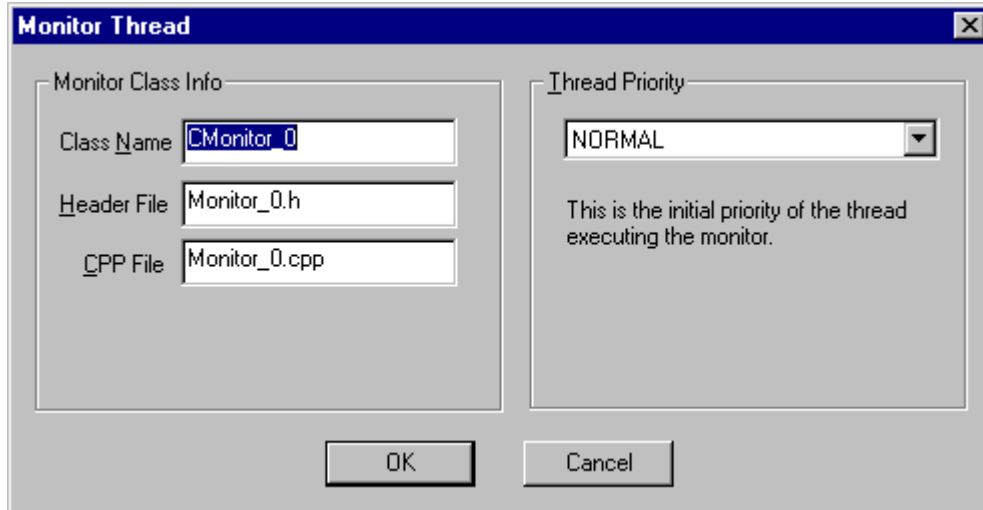 Monitor Thread
Monitor Class Info
Class Name CMonitor_0
Header File Monitor_0.h
CPP File Monitor_0.cpp
Thread Priority
NORMAL
This is the initial priority of the thread
executing the monitor.
OK Cancel